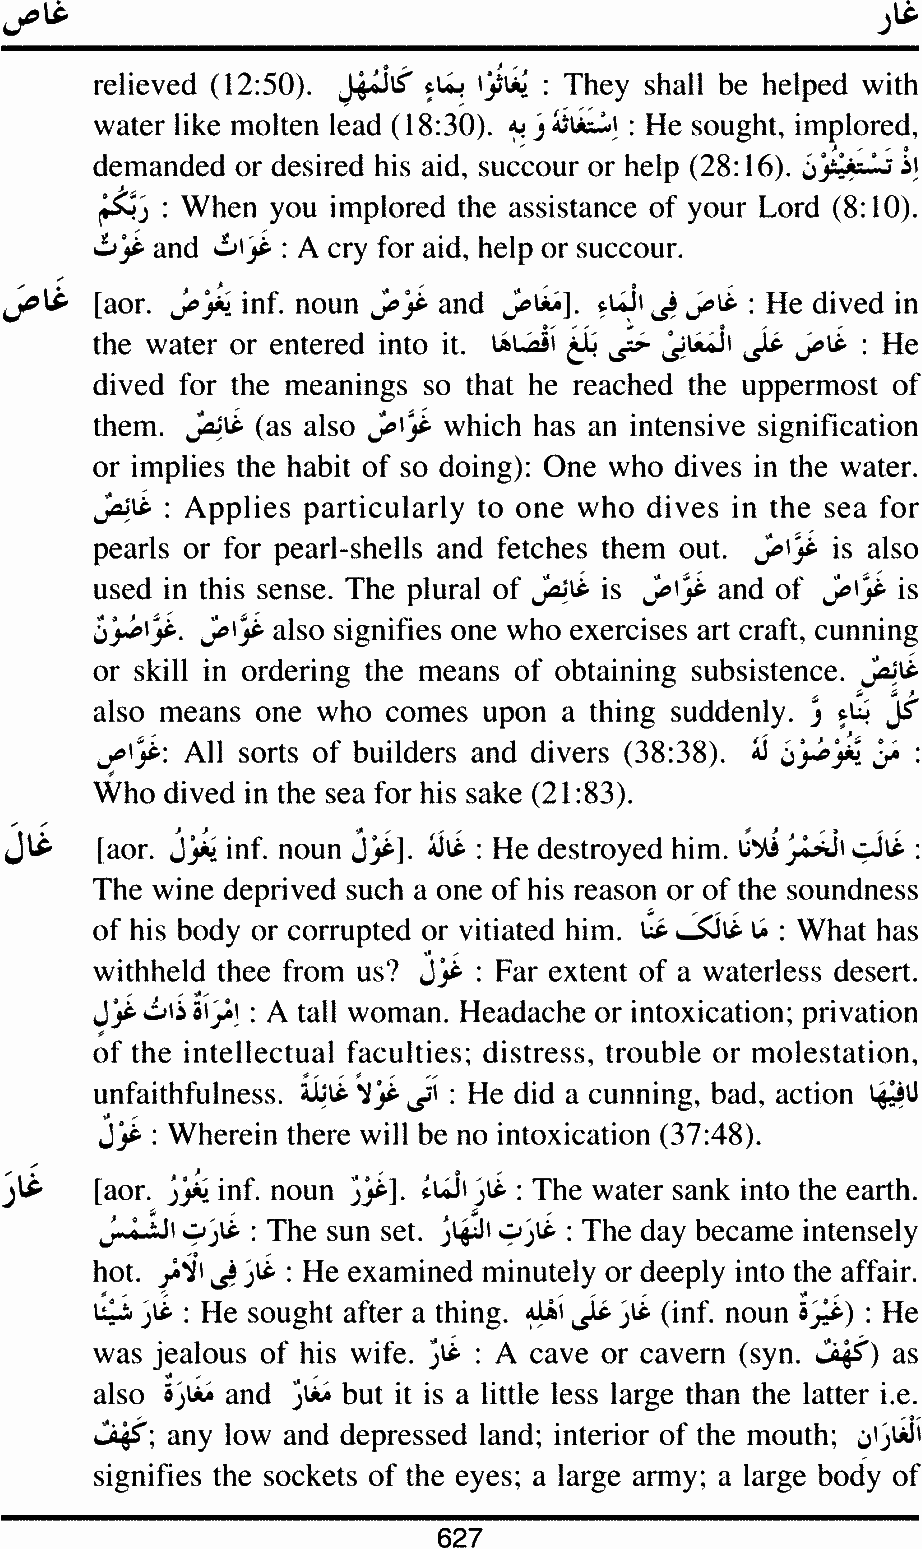 غاص غار
relieved (12:50). يُغَاثُوْا بِمَاءٍ كَالْمُهْلِ : They shall be helped with
water like molten lead (18:30). اِسْتَغَاثَهُ وَ بِهِ : He sought, implored,
demanded or desired his aid, succour or help (28:16). اِذْ تَسْتَغِيْثُوْنَ
رَبَّكُمْ : When you implored the assistance of your Lord (8:10).
غَوْثٌ and غَوَاثٌ : A cry for aid, help or succour.
غَاصَ [aor. يَغُوْصُ inf. noun غَوْصٌ and مَغَاصٌ]. غَاصَ فِى الْمَاءِ : He dived in
the water or entered into it. غَاصَ عَلَى الْمَعَانِىْ حَتّٰى بَلَغَ اَقْصَاهَا : He
dived for the meanings so that he reached the uppermost of
them. غَائِصٌ (as also غَوَّاصٌ which has an intensive signification
or implies the habit of so doing): One who dives in the water.
غَائِصٌ : Applies particularly to one who dives in the sea for
pearls or for pearl-shells and fetches them out. غَوَّاصٌ is also
used in this sense. The plural of غَائِصٌ is غَوَّاصٌ and of غَوَّاصٌ is
غَوَّاصُوْنَ. غَوَّاصٌ also signifies one who exercises art craft, cunning
or skill in ordering the means of obtaining subsistence. غَائِصٌ
also means one who comes upon a thing suddenly. كُلَّ بَنَّاءٍ وَّ
غَوَّاصٍ: All sorts of builders and divers (38:38). مَنْ يَّغُوْصُوْنَ لَهٗ :
Who dived in the sea for his sake (21:83).
غَالَ [aor. يَغُوْلُ inf. noun غَوْلٌ]. غَالَهُ : He destroyed him. غَالَتِ الْخَمْرُ فُلَانًا :
The wine deprived such a one of his reason or of the soundness
of his body or corrupted or vitiated him. مَا غَالَكَ عَنَّا : What has
withheld thee from us? غَوْلٌ : Far extent of a waterless desert.
اِمْرَاَةٌ ذَاتُ غَوْلٍ : A tall woman. Headache or intoxication; privation
of the intellectual faculties; distress, trouble or molestation,
unfaithfulness. اَتٰى غَوْلًا غَائِلَةً : He did a cunning, bad, action لَافِيْهَا
غَوْلٌ : Wherein there will be no intoxication (37:48).
غَارَ [aor. يَغُوْرُ inf. noun غَوْرٌ]. غَارَ الْمَاءُ : The water sank into the earth.
غَارَتِ الشَّمْسُ : The sun set. غَارَتِ النَّهَارُ : The day became intensely
hot. غَارَ فِى الْاَمْرِ : He examined minutely or deeply into the affair.
غَارَ شَيْئًا : He sought after a thing. غَارَ عَلٰى اَهْلِهِ (inf. noun غَيْرَةٌ) : He
was jealous of his wife. غَارٌ : A cave or cavern (syn. كَهْفٌ) as
also مَغَارَةٌ and مَغَارٌ but it is a little less large than the latter i.e.
كَهْفٌ; any low and depressed land; interior of the mouth; اَلْغَارَانِ
signifies the sockets of the eyes; a large army; a large body of
627